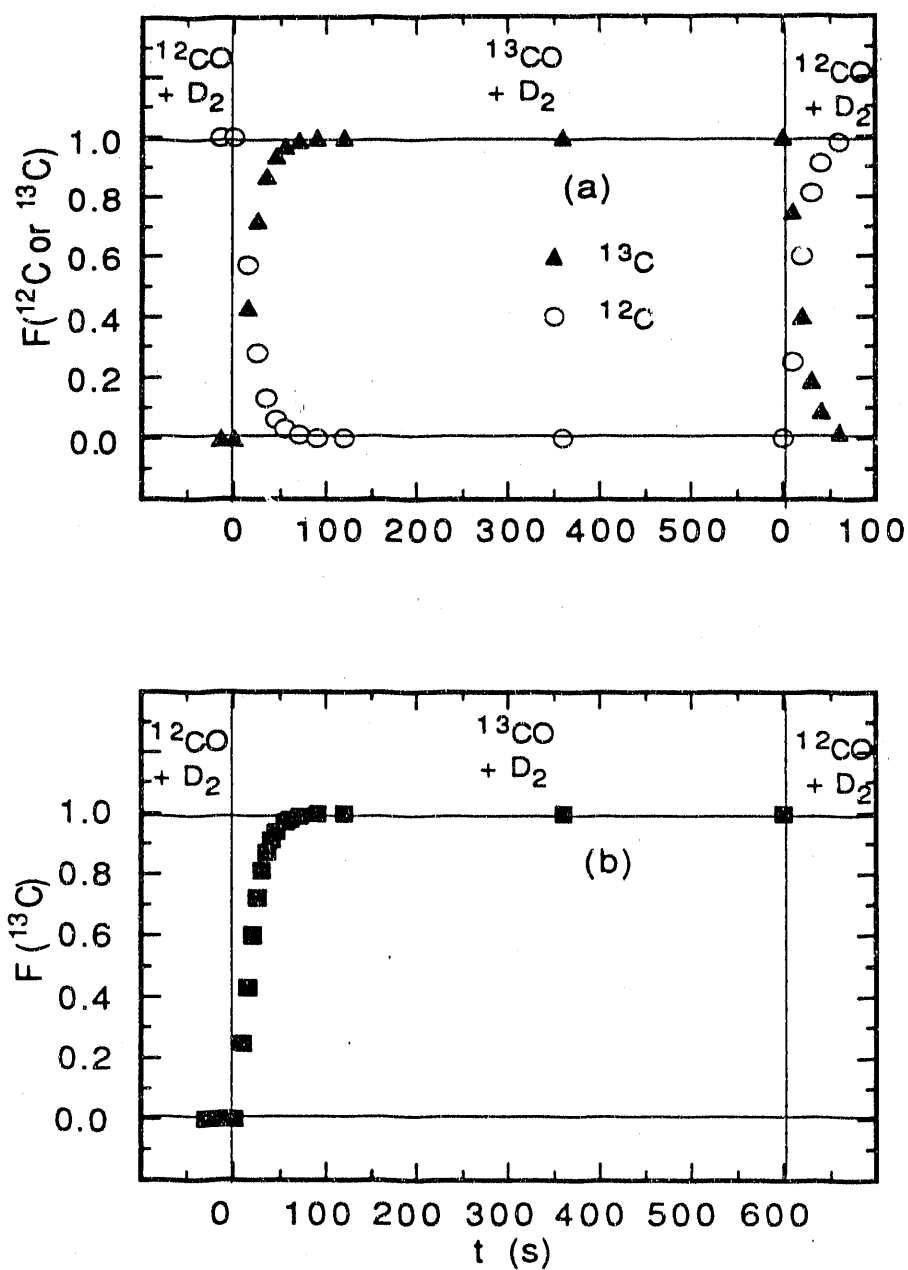 ¹²CO + D₂
¹³CO + D₂
¹²CO + D₂
F(¹²C or ¹³C)
1.0
0.8
0.6
0.4
0.2
0.0
(a)
▲ ¹³C
○ ¹²C
0 100 200 300 400 500 0 100
¹²CO + D₂
¹³CO + D₂
¹²CO + D₂
F (¹³C)
1.0
0.8
0.6
0.4
0.2
0.0
(b)
0 100 200 300 400 500 600
t (s)